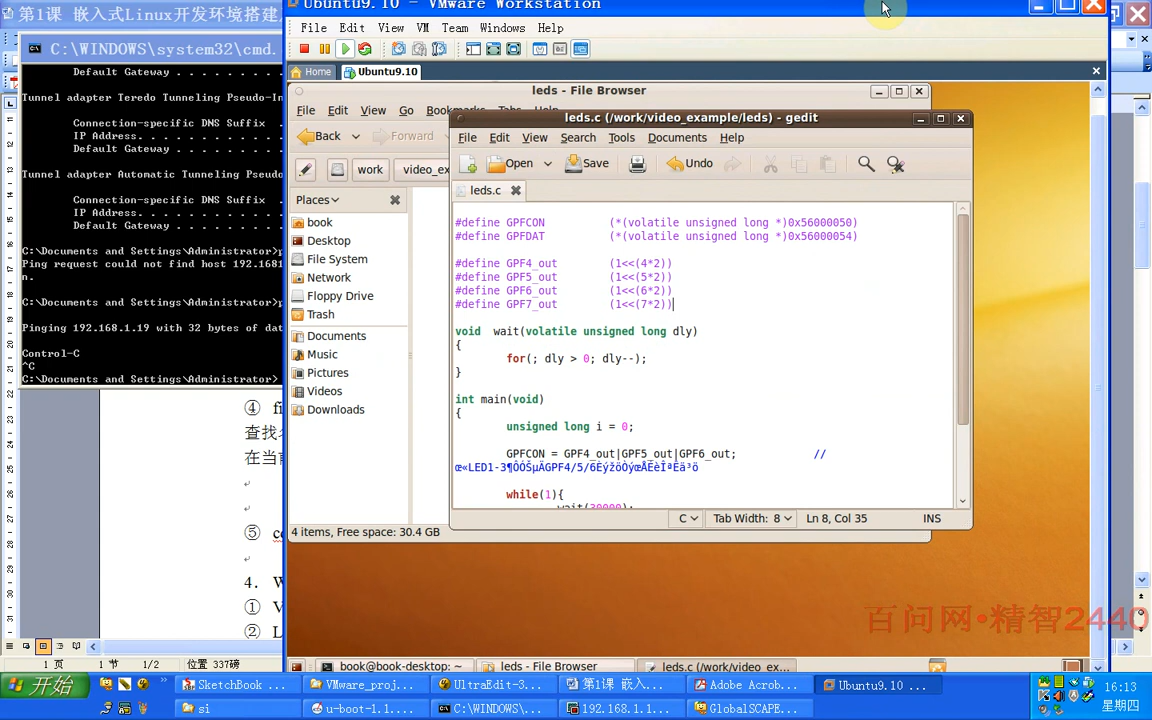 第1课 嵌入式Linux开发环境搭建
C:\WINDOWS\system32\cmd.
Default Gateway . . . . . . . . .
Tunnel adapter Teredo Tunneling Pseudo-In
Connection-specific DNS Suffix
IP Address. . . . . . . . . . . .
Default Gateway . . . . . . . . .
Tunnel adapter Automatic Tunneling Pseudo
Connection-specific DNS Suffix
IP Address. . . . . . . . . . . .
Default Gateway . . . . . . . . .
C:\Documents and Settings\Administrator>p
Ping request could not find host 192.168
n.
C:\Documents and Settings\Administrator>p
Pinging 192.168.1.19 with 32 bytes of dat
Control-C
^C
C:\Documents and Settings\Administrator>
④ fi
在当
⑤ co
4. W
① V
② L
1 页 1 节 1/2 位置 337磅
Ubuntu9.10 - VMware Workstation
File Edit View VM Team Windows Help
Home Ubuntu9.10
leds - File Browser
File Edit View Go Bookmarks Tabs Help
Back Forward
work video_ex
Places
book
Desktop
File System
Network
Floppy Drive
Trash
Documents
Music
Pictures
Videos
Downloads
4 items, Free space: 30.4 GB
leds.c (/work/video_example/leds) - gedit
File Edit View Search Tools Documents Help
Open Save Undo
leds.c
#define GPFCON (*(volatile unsigned long *)0x56000050)
#define GPFDAT (*(volatile unsigned long *)0x56000054)
#define GPF4_out (1<<(4*2))
#define GPF5_out (1<<(5*2))
#define GPF6_out (1<<(6*2))
#define GPF7_out (1<<(7*2))
void wait(volatile unsigned long dly)
{
for(; dly > 0; dly--);
}
int main(void)
{
unsigned long i = 0;
GPFCON = GPF4_out|GPF5_out|GPF6_out; //
while(1){
wait(30000);
C Tab Width: 8 Ln 8, Col 35 INS
百问网·精智2440
book@book-desktop: ~ leds - File Browser leds.c (/work/video_ex...
开始 SketchBook ... VMware_proj... UltraEdit-3... 第1课 嵌入... Adobe Acrob... Ubuntu9.10 ...
si u-boot-1.1.... C:\WINDOWS\... 192.168.1.1... GlobalSCAPE...
16:13
星期四